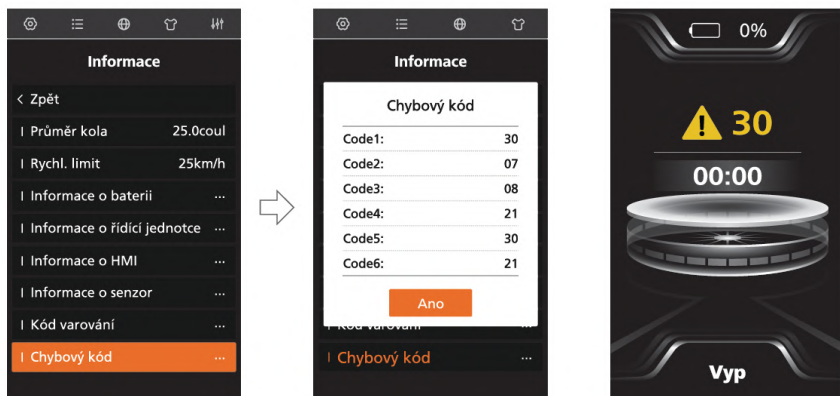 Informace
< Zpět
I Průměr kola 25.0coul
I Rychl. limit 25km/h
I Informace o baterii ...
I Informace o řídící jednotce ...
I Informace o HMI ...
I Informace o senzor ...
I Kód varování ...
I Chybový kód ...
Informace
Chybový kód
Code1: 30
Code2: 07
Code3: 08
Code4: 21
Code5: 30
Code6: 21
Ano
I Kód varování
I Chybový kód ...
0%
30
00:00
Vyp